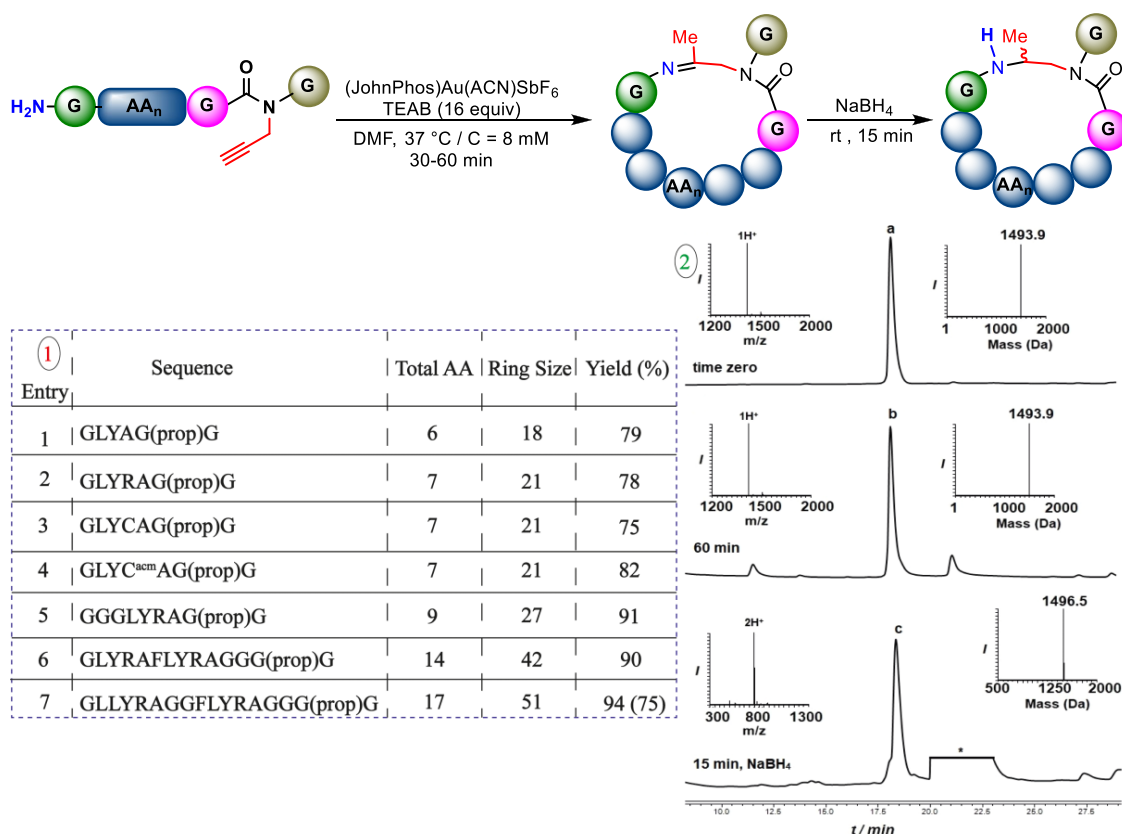 H₂N G AAₙ G O N G
(JohnPhos)Au(ACN)SbF₆
TEAB (16 equiv)
DMF, 37 °C / C = 8 mM
30-60 min
Me N N G O G G AAₙ
NaBH₄
rt , 15 min
H N Me N G O G G AAₙ
1
Entry Sequence Total AA Ring Size Yield (%)
1 GLYAG(prop)G 6 18 79
2 GLYRAG(prop)G 7 21 78
3 GLYCAG(prop)G 7 21 75
4 GLYCᵃᶜᵐAG(prop)G 7 21 82
5 GGGLYRAG(prop)G 9 27 91
6 GLYRAFLYRAGGG(prop)G 14 42 90
7 GLLYRAGGFLYRAGGG(prop)G 17 51 94 (75)
2
1H⁺
I
1200 1500 2000
m/z
a
1493.9
I
1 1000 2000
Mass (Da)
time zero
1H⁺
I
1200 1500 2000
m/z
b
1493.9
I
1 1000 2000
Mass (Da)
60 min
2H⁺
I
300 800 1300
m/z
c
1496.5
I
500 1250 2000
Mass (Da)
*
15 min, NaBH₄
10.0 12.5 15.0 17.5 20.0 22.5 25.0 27.5
t / min